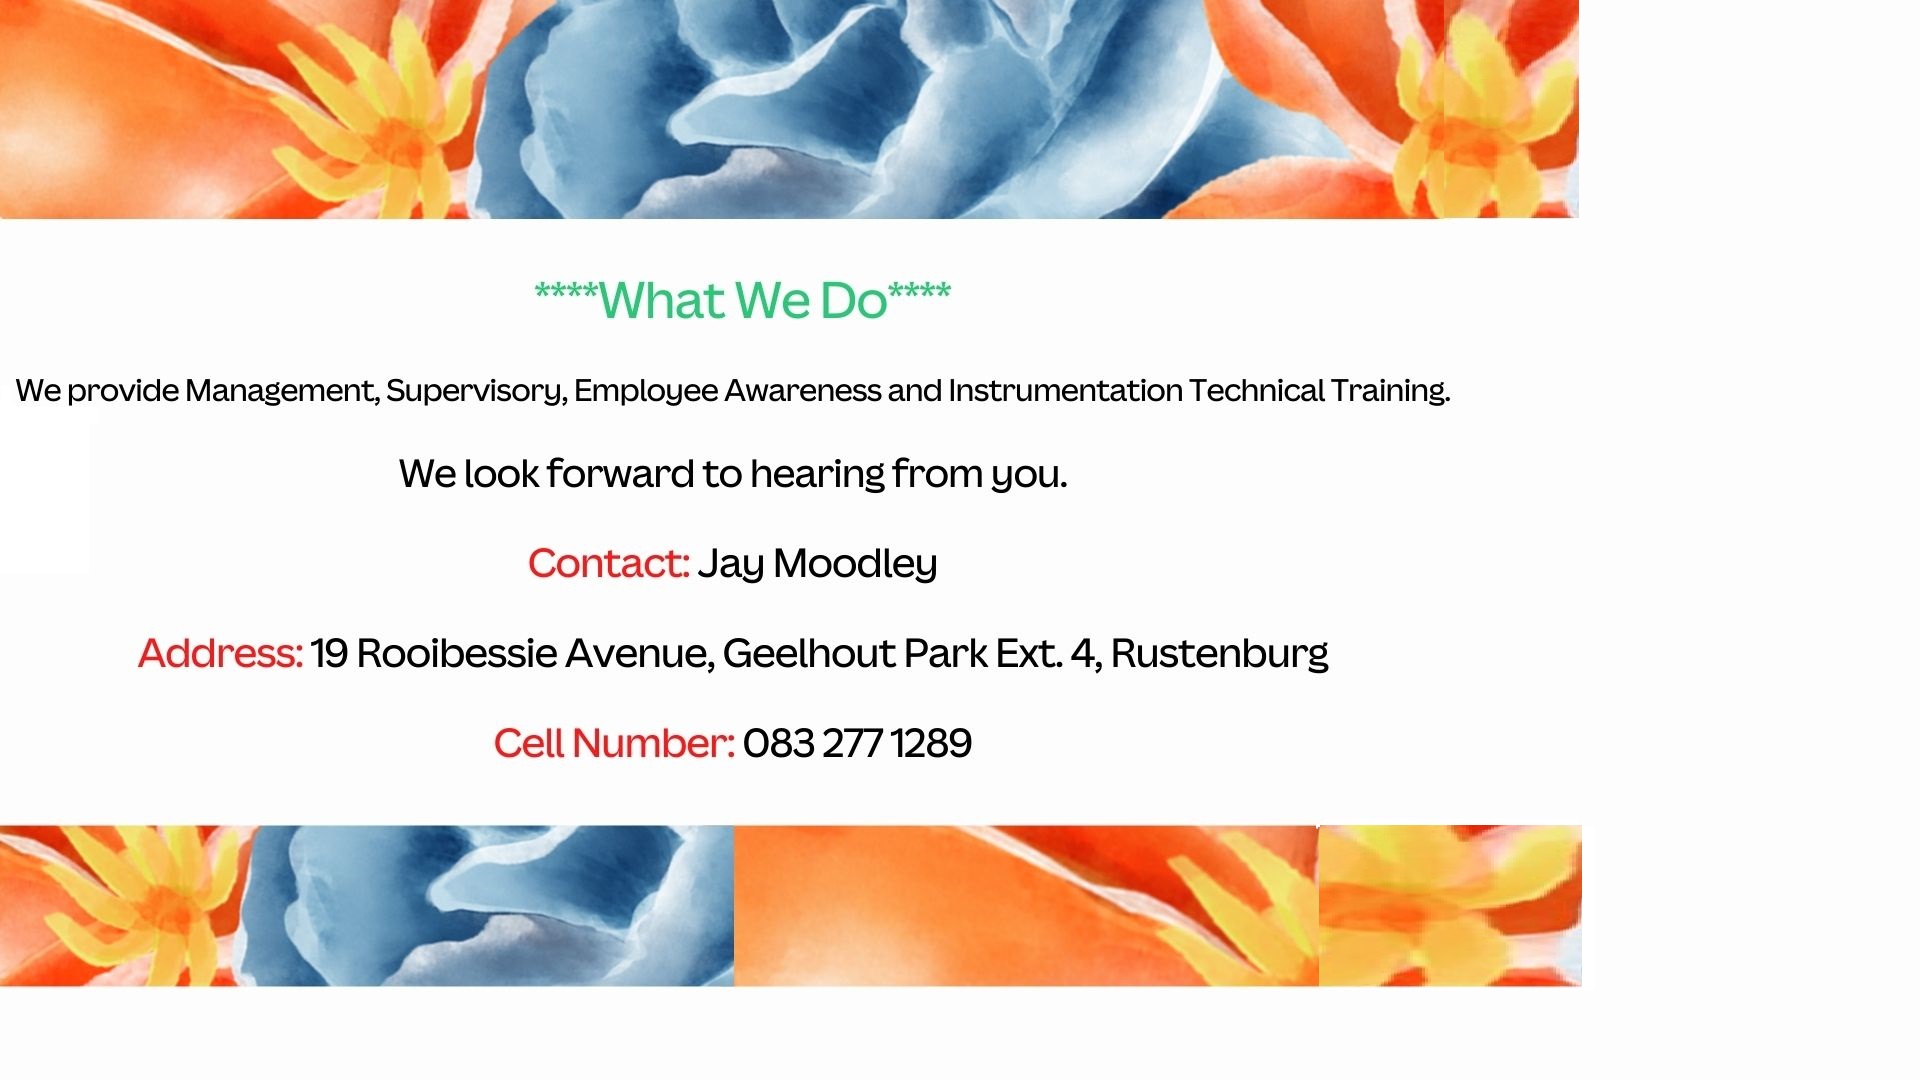 ****What We Do****
We provide Management, Supervisory, Employee Awareness and Instrumentation Technical Training.
We look forward to hearing from you.
Contact: Jay Moodley
Address: 19 Rooibessie Avenue, Geelhout Park Ext. 4, Rustenburg
Cell Number: 083 277 1289